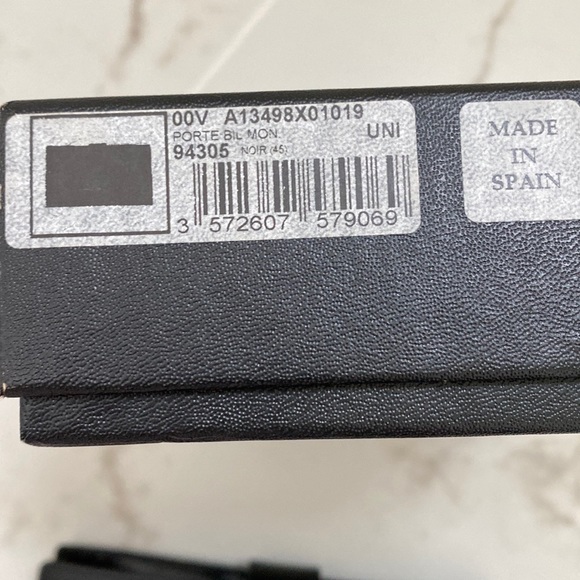 00V A13498X01019
PORTE BIL MON UNI
94305 NOIR (45)
3 572607 579069
MADE
IN
SPAIN